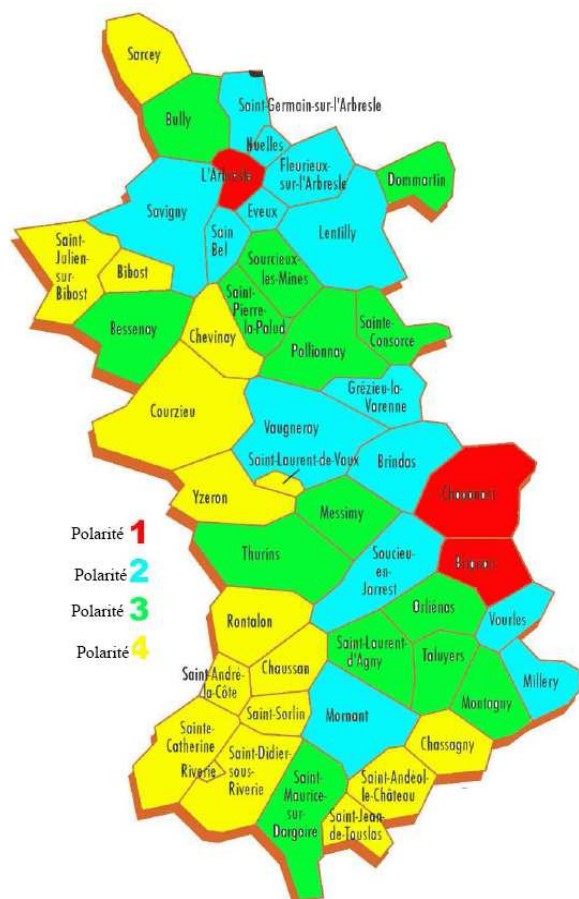 Sarcey
Bully
Saint-Germain-sur-l'Arbresle
Nuelles
L'Arbresle
Fleurieux-
sur-l'Arbresle
Dommartin
Savigny
Eveux
Sain
Bel
Lentilly
Saint-
Julien-
sur-
Bibost
Bibost
Sourcieux-
les-Mines
Saint-
Pierre-
la-Palud
Bessenay
Chevinay
Pollionnay
Sainte-
Consorce
Grézieu-la-
Varenne
Courzieu
Vaugneray
Saint-Laurent-de-Vaux
Brindas
Yzeron
Chaponost
Messimy
Polarité 1
Thurins
Soucieu-
en-
Jarrest
Brignais
Polarité 2
Polarité 3
Polarité 4
Orliénas
Vourles
Rontalon
Saint-Laurent-
d'Agny
Taluyers
Millery
Chaussan
Saint-André-
la-Côte
Montagny
Saint-Sorlin
Mornant
Sainte-
Catherine
Chassagny
Riverie
Saint-Didier-
sous-
Riverie
Saint-Andéol-
le-Château
Saint-
Maurice-
sur-
Dargoire
Saint-Jean-
de-Touslas